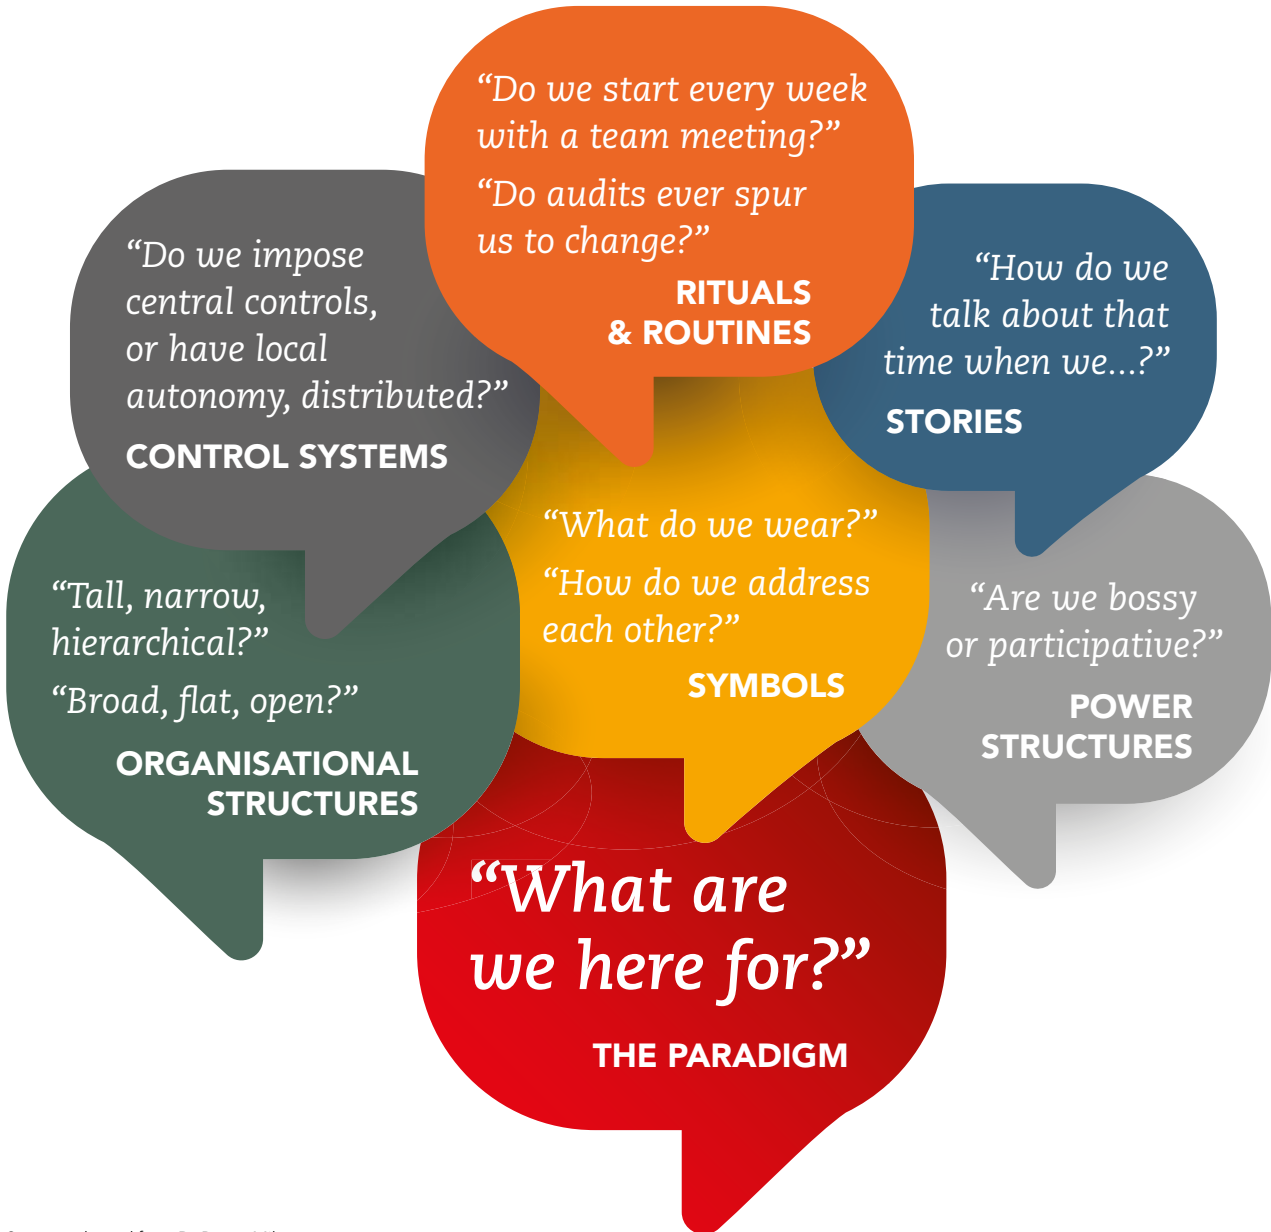 “Do we start every week
with a team meeting?”
“Do audits ever spur
us to change?”
RITUALS
& ROUTINES
“Do we impose
central controls,
or have local
autonomy, distributed?”
CONTROL SYSTEMS
“How do we
talk about that
time when we...?”
STORIES
“What do we wear?”
“How do we address
each other?”
SYMBOLS
“Tall, narrow,
hierarchical?”
“Broad, flat, open?”
ORGANISATIONAL
STRUCTURES
“Are we bossy
or participative?”
POWER
STRUCTURES
“What are
we here for?”
THE PARADIGM